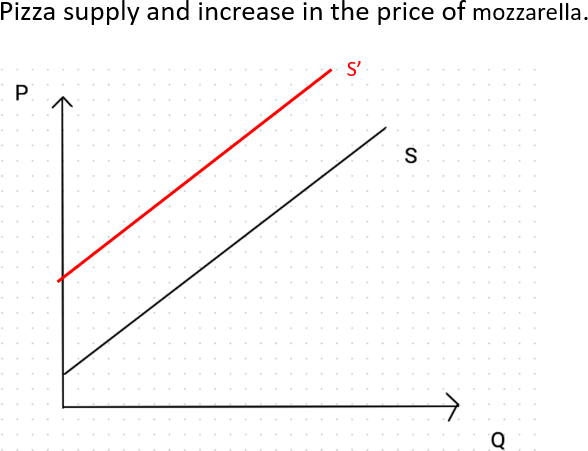 Pizza supply and increase in the price of mozzarella.
S’
P
S
Q